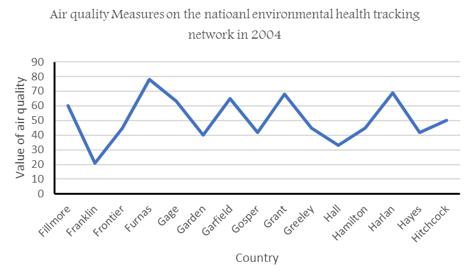 Air quality Measures on the natioanl environmental health tracking
network in 2004
Value of air quality
90
80
70
60
50
40
30
20
10
0
Fillmore
Franklin
Frontier
Furnas
Gage
Garden
Garfield
Gosper
Grant
Greeley
Hall
Hamilton
Harlan
Hayes
Hitchcock
Country